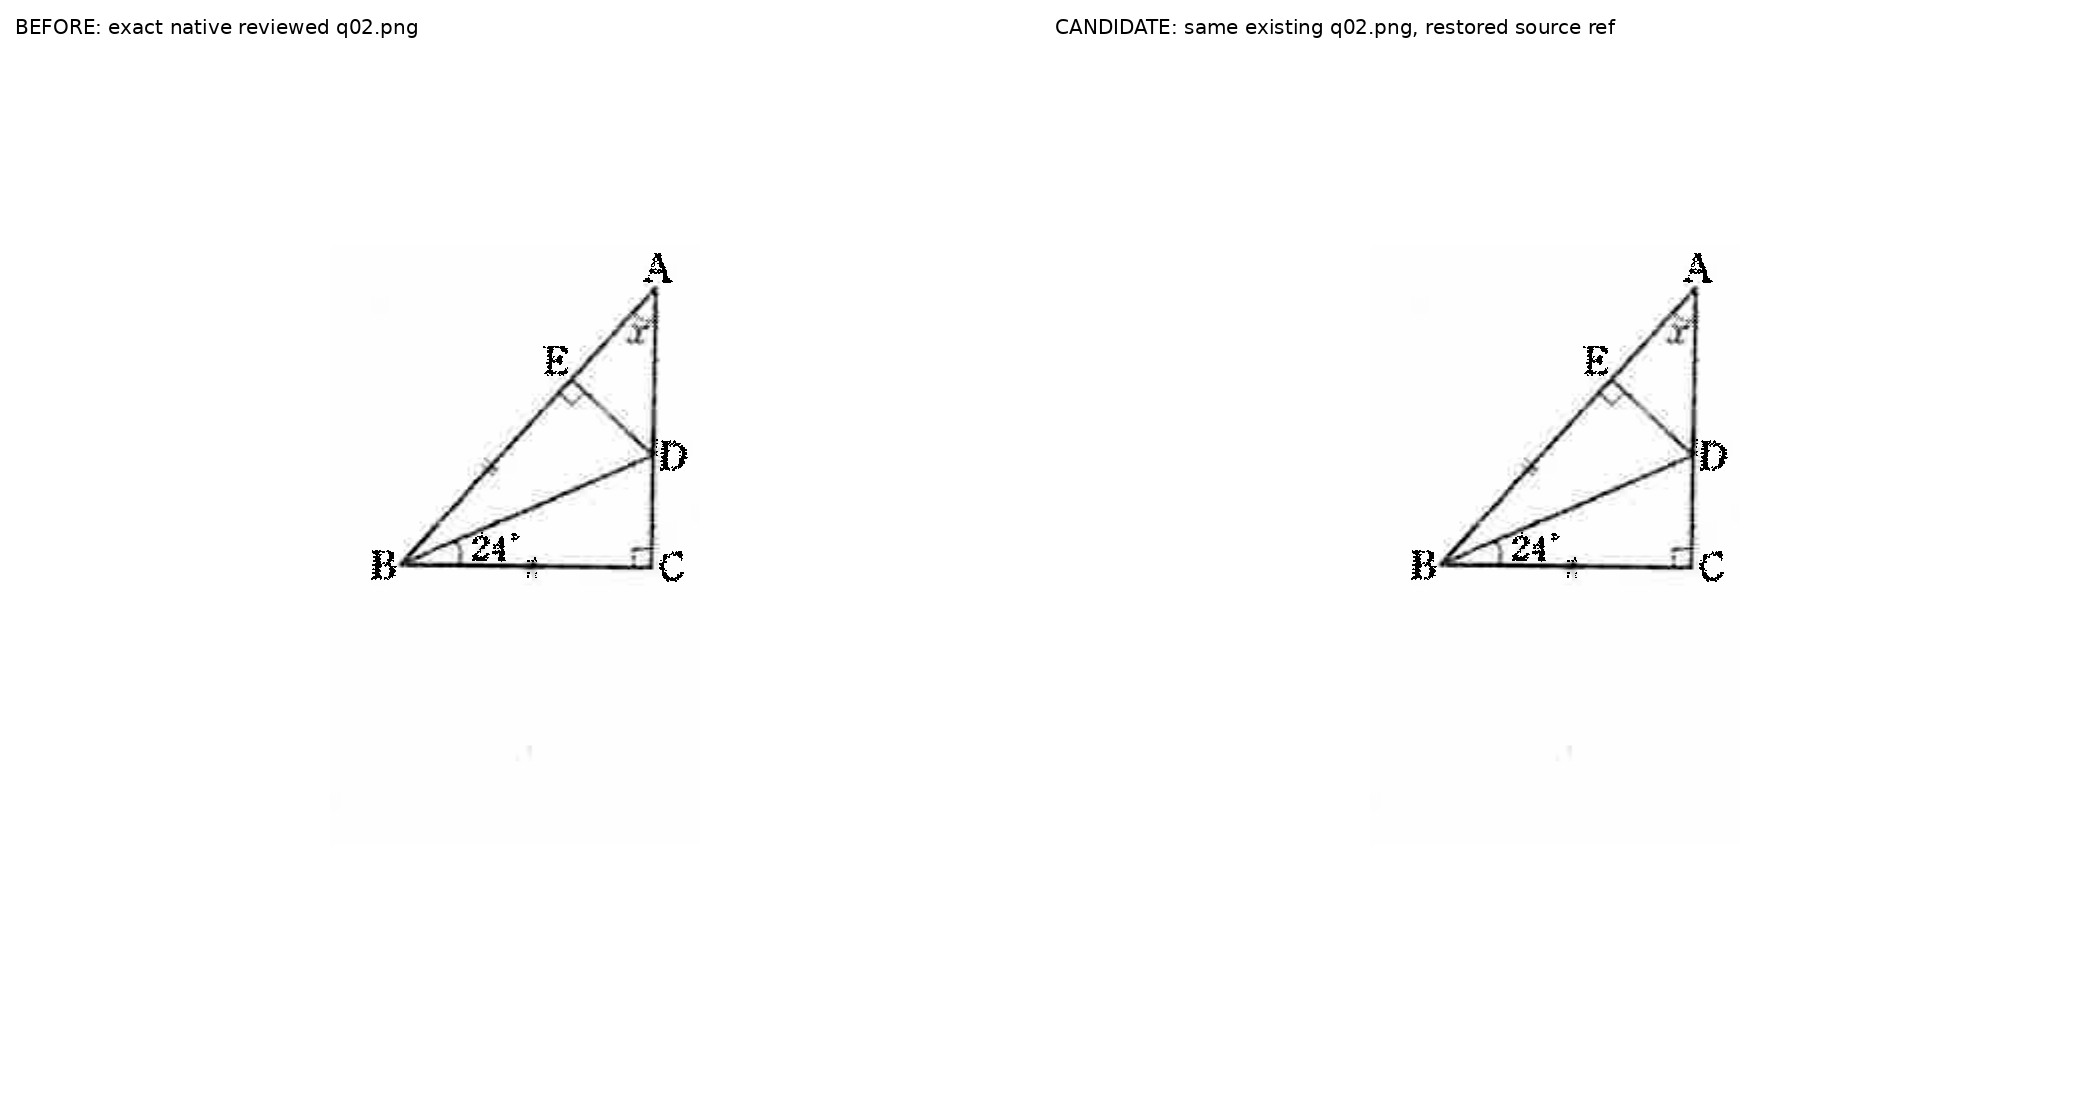 BEFORE: exact native reviewed q02.png
CANDIDATE: same existing q02.png, restored source ref
A
x
E
D
B
24°
C
A
x
E
D
B
24°
C